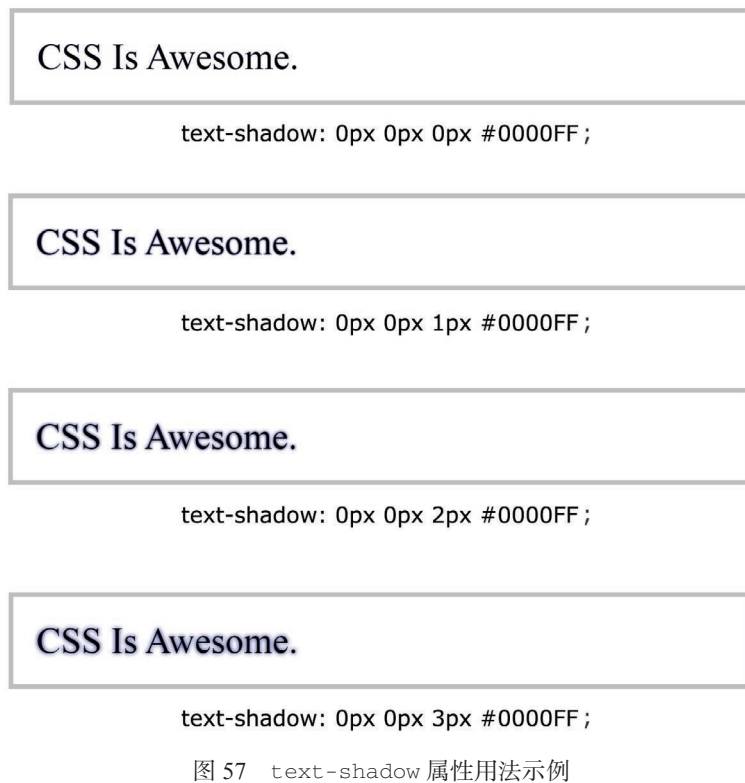 CSS Is Awesome.
text-shadow: 0px 0px 0px #0000FF;
CSS Is Awesome.
text-shadow: 0px 0px 1px #0000FF;
CSS Is Awesome.
text-shadow: 0px 0px 2px #0000FF;
CSS Is Awesome.
text-shadow: 0px 0px 3px #0000FF;
图 57 text-shadow 属性用法示例